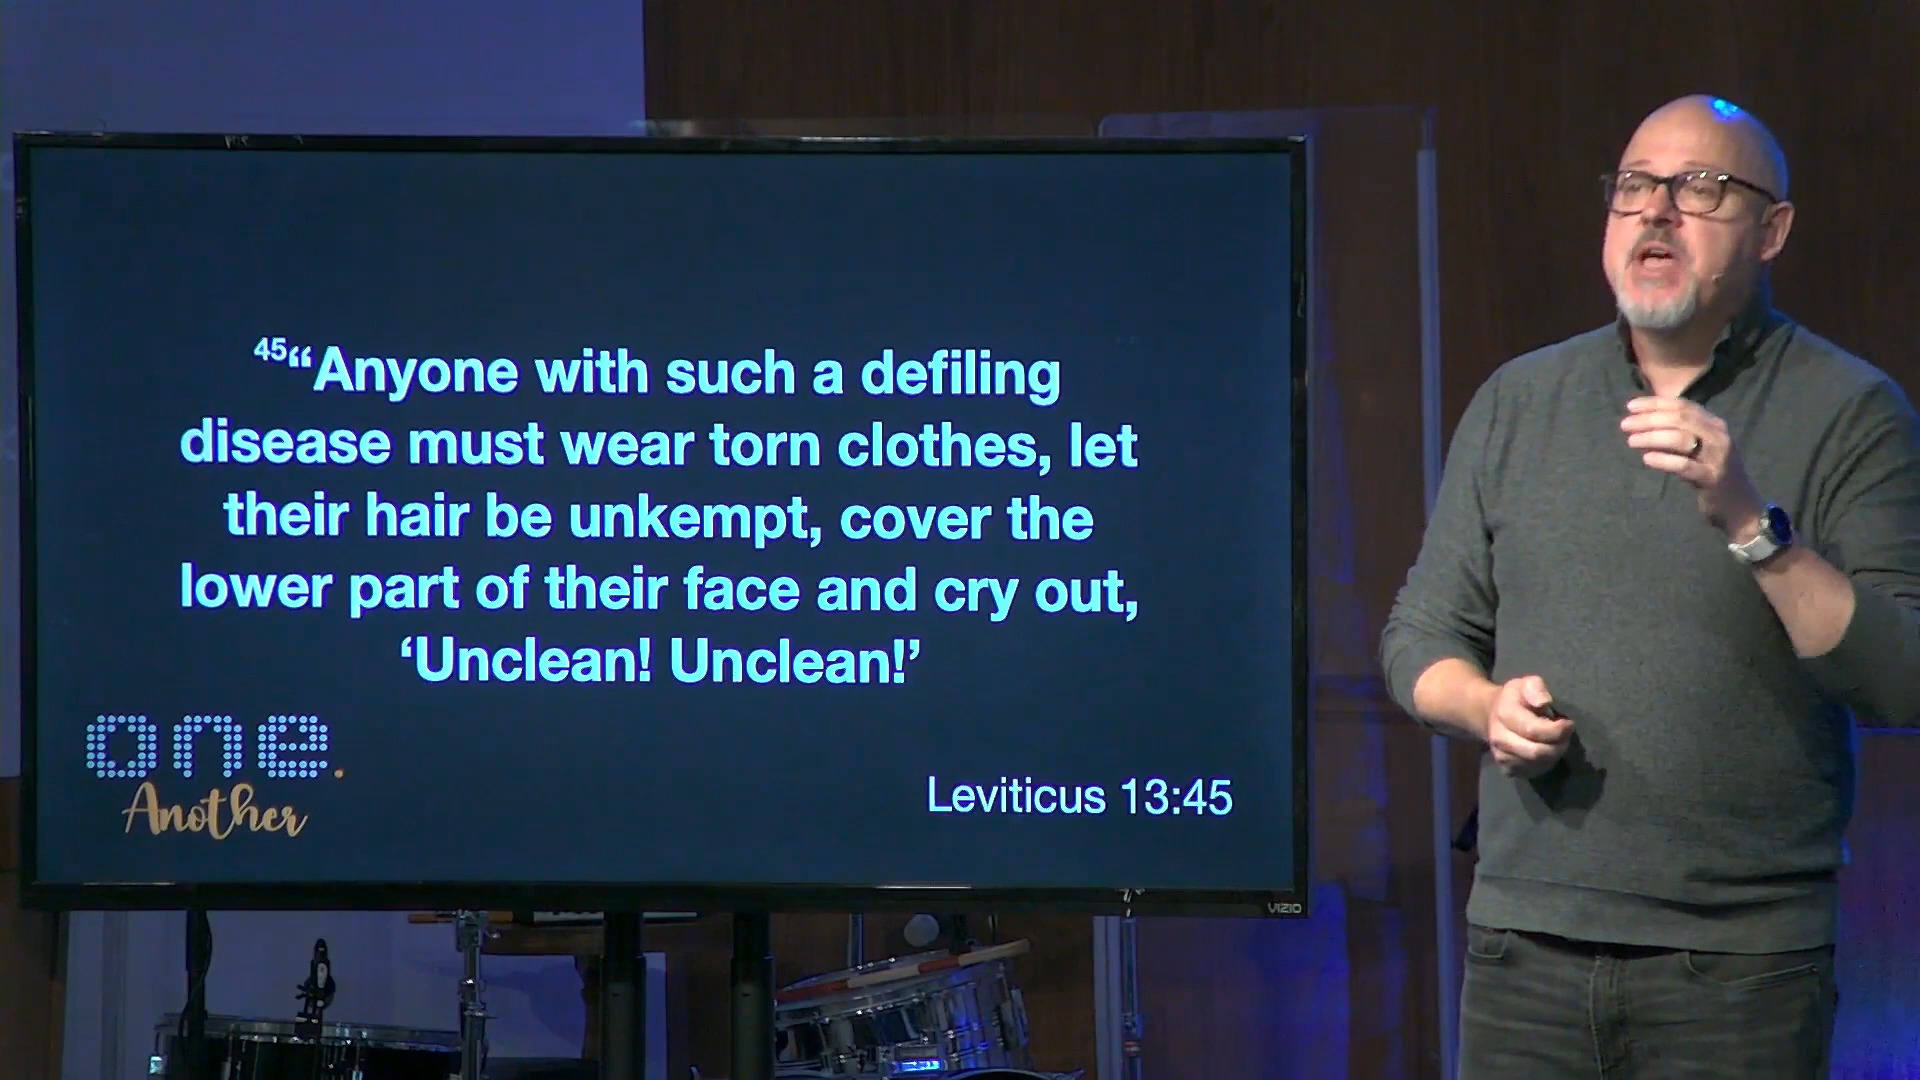 45“Anyone with such a defiling
disease must wear torn clothes, let
their hair be unkempt, cover the
lower part of their face and cry out,
‘Unclean! Unclean!’
one.
Another
Leviticus 13:45
VIZIO